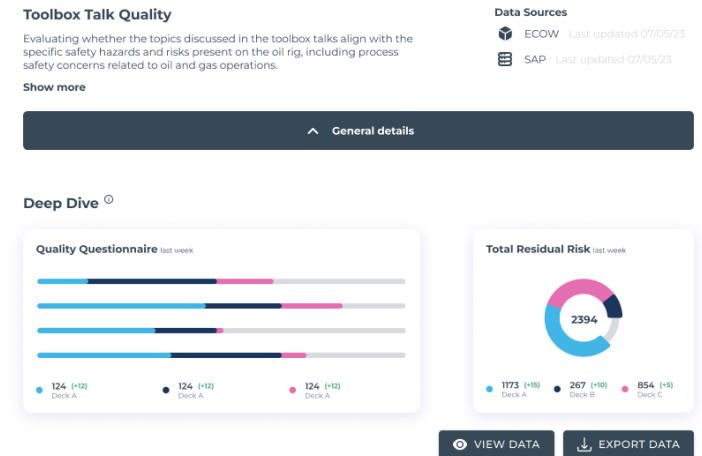 Toolbox Talk Quality
Evaluating whether the topics discussed in the toolbox talks align with the
specific safety hazards and risks present on the oil rig, including process
safety concerns related to oil and gas operations.
Show more
Data Sources
ECOW Last updated 07/05/23
SAP Last updated 07/05/23
General details
Deep Dive
Quality Questionnaire last week
124 (+12)
Deck A
124 (+12)
Deck A
124 (+12)
Deck A
Total Residual Risk last week
2394
1173 (+15)
Deck A
267 (+10)
Deck B
854 (+5)
Deck C
VIEW DATA
EXPORT DATA